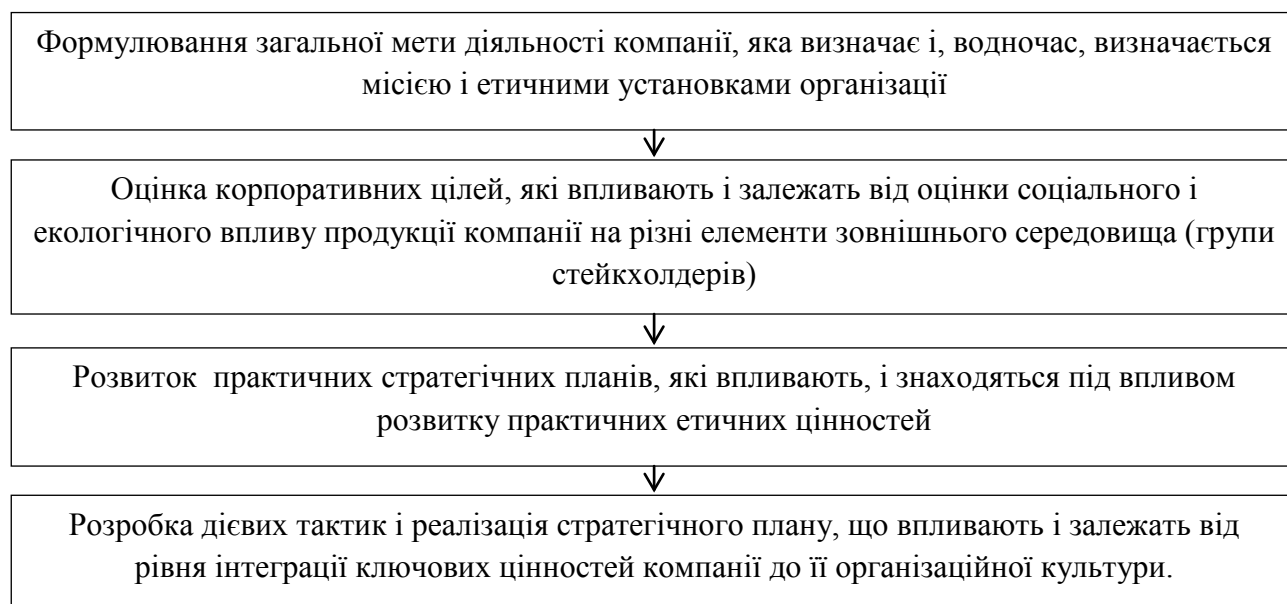 Формулювання загальної мети діяльності компанії, яка визначає і, водночас, визначається
місією і етичними установками організації
Оцінка корпоративних цілей, які впливають і залежать від оцінки соціального і
екологічного впливу продукції компанії на різні елементи зовнішнього середовища (групи
стейкхолдерів)
Розвиток  практичних стратегічних планів, які впливають, і знаходяться під впливом
розвитку практичних етичних цінностей
Розробка дієвих тактик і реалізація стратегічного плану, що впливають і залежать від
рівня інтеграції ключових цінностей компанії до її організаційної культури.